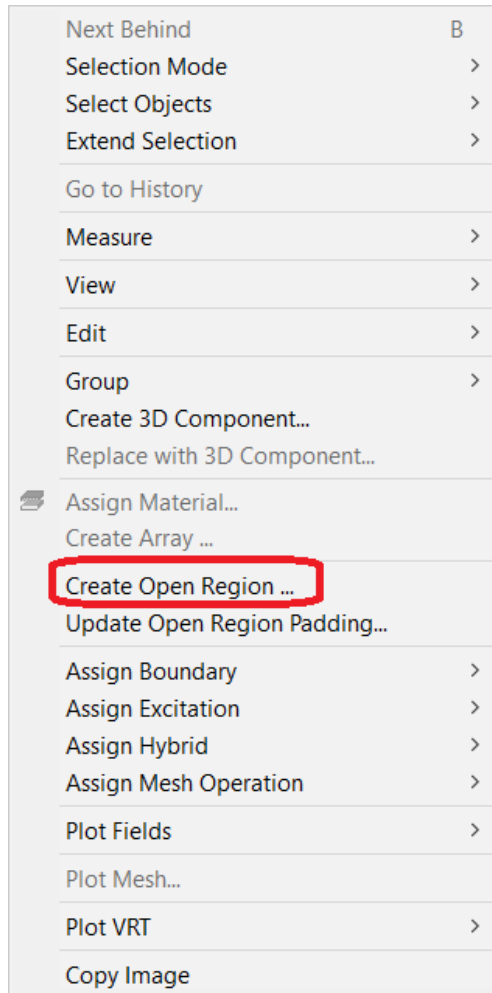 Next Behind B
Selection Mode
Select Objects
Extend Selection
Go to History
Measure
View
Edit
Group
Create 3D Component...
Replace with 3D Component...
Assign Material...
Create Array ...
Create Open Region ...
Update Open Region Padding...
Assign Boundary
Assign Excitation
Assign Hybrid
Assign Mesh Operation
Plot Fields
Plot Mesh...
Plot VRT
Copy Image